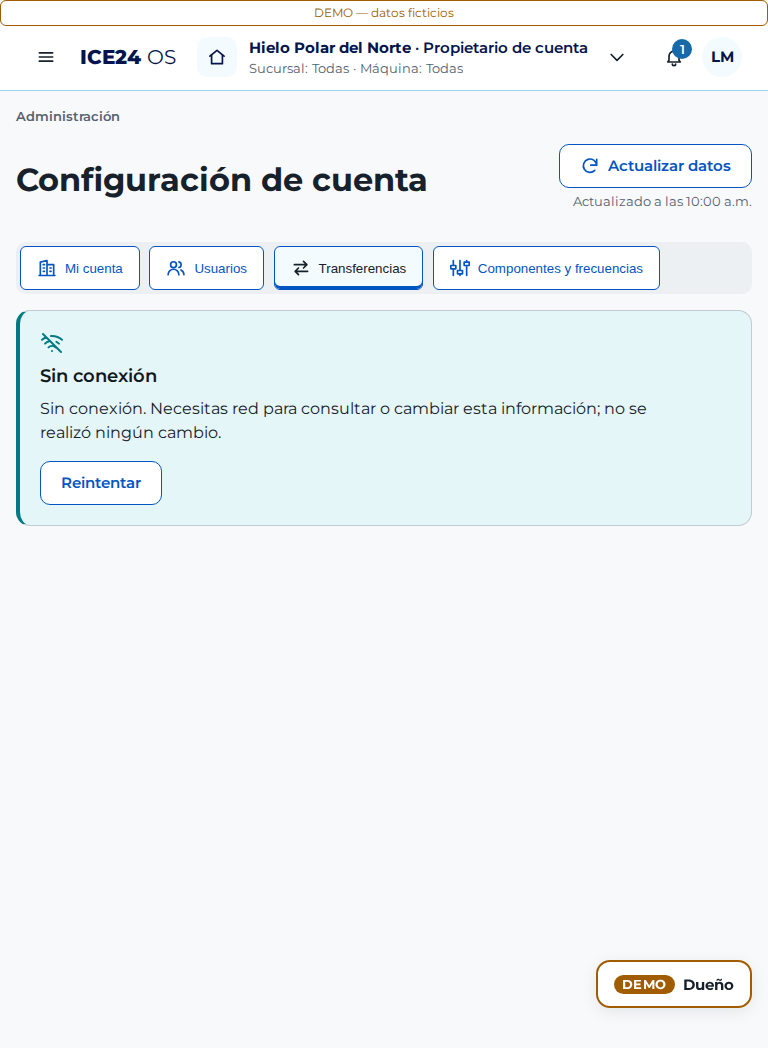 DEMO — datos ficticios
ICE24 OS
Hielo Polar del Norte · Propietario de cuenta
Sucursal: Todas · Máquina: Todas
1
LM
Administración
Configuración de cuenta
Actualizar datos
Actualizado a las 10:00 a.m.
Mi cuenta
Usuarios
Transferencias
Componentes y frecuencias
Sin conexión
Sin conexión. Necesitas red para consultar o cambiar esta información; no se
realizó ningún cambio.
Reintentar
DEMO Dueño